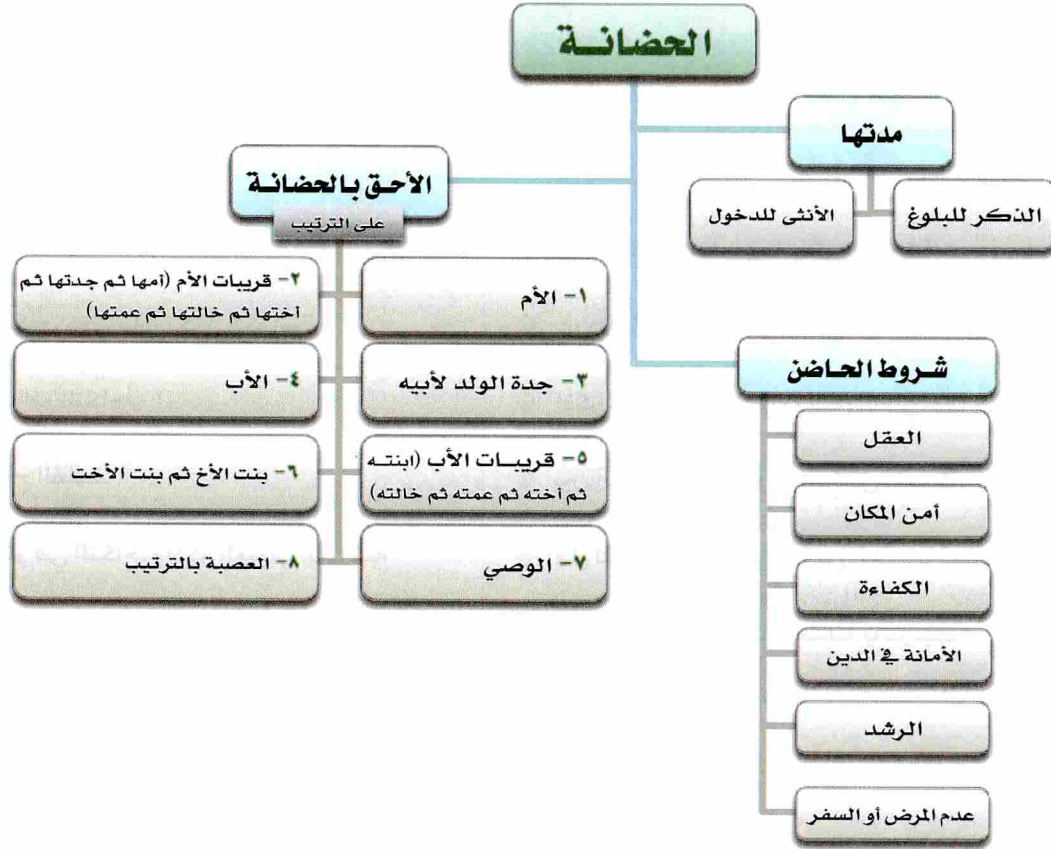 الحضانة
مدتها
الذكر للبلوغ
الأنثى للدخول
الأحق بالحضانة
على الترتيب
١- الأم
٢- قريبات الأم (أمها ثم جدتها ثم
أختها ثم خالتها ثم عمتها)
٣- جدة الولد لأبيه
٤- الأب
٥- قريبات الأب (ابنته
ثم أخته ثم عمته ثم خالته)
٦- بنت الأخ ثم بنت الأخت
٧- الوصي
٨- العصبة بالترتيب
شروط الحاضن
العقل
أمن المكان
الكفاءة
الأمانة في الدين
الرشد
عدم المرض أو السفر